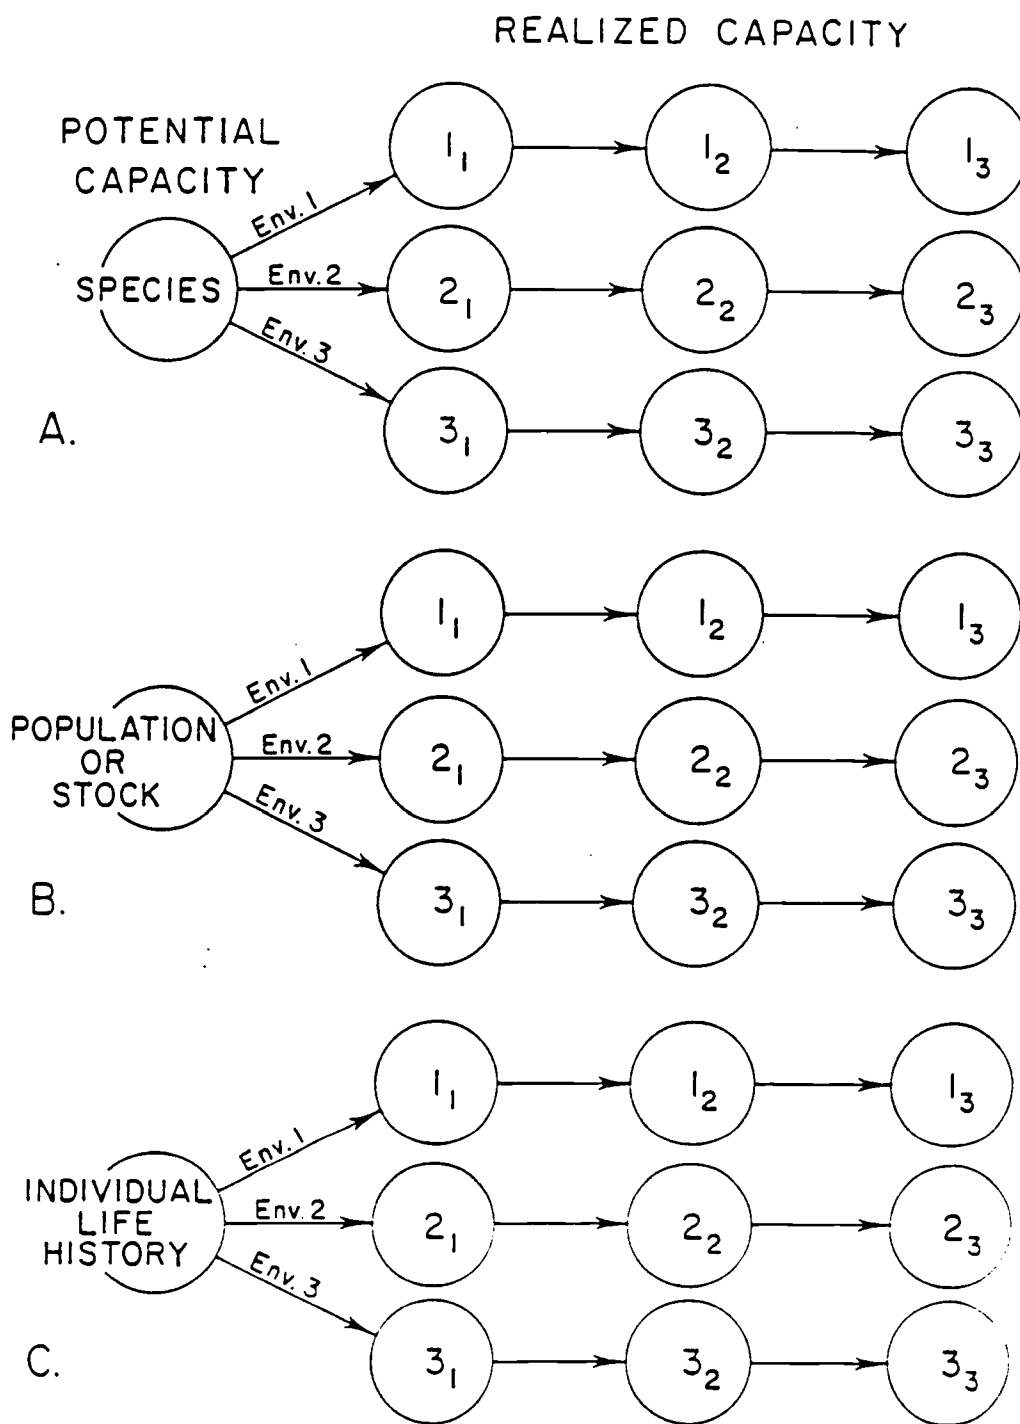 REALIZED CAPACITY
POTENTIAL
CAPACITY
SPECIES
Env. 1
Env. 2
Env. 3
1₁ 1₂ 1₃
2₁ 2₂ 2₃
3₁ 3₂ 3₃
A.
POPULATION
OR
STOCK
Env. 1
Env. 2
Env. 3
1₁ 1₂ 1₃
2₁ 2₂ 2₃
3₁ 3₂ 3₃
B.
INDIVIDUAL
LIFE
HISTORY
Env. 1
Env. 2
Env. 3
1₁ 1₂ 1₃
2₁ 2₂ 2₃
3₁ 3₂ 3₃
C.